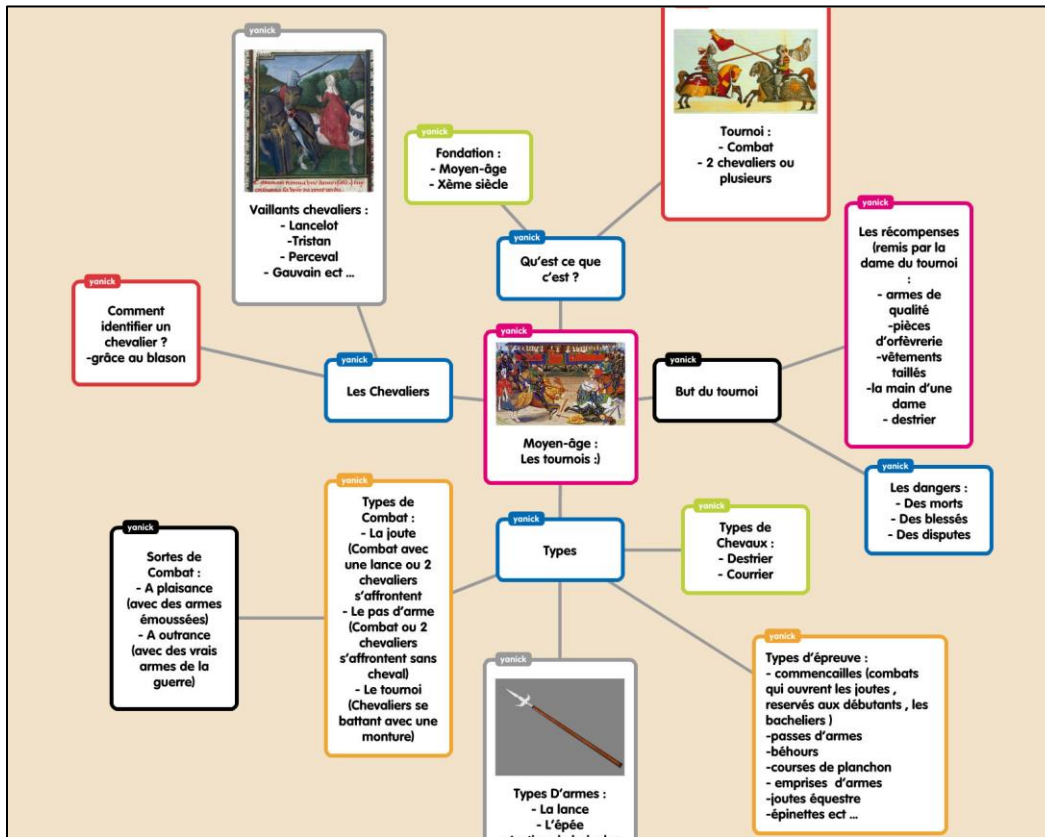 yanick
Vaillants chevaliers :
- Lancelot
-Tristan
- Perceval
- Gauvain ect ...
yanick
Fondation :
- Moyen-âge
- Xème siècle
Tournoi :
- Combat
- 2 chevaliers ou
plusieurs
yanick
Qu'est ce que
c'est ?
yanick
Les récompenses
(remis par la
dame du tournoi
:
- armes de
qualité
-pièces
d'orfèvrerie
-vêtements
taillés
-la main d'une
dame
- destrier
yanick
Comment
identifier un
chevalier ?
-grâce au blason
yanick
Les Chevaliers
yanick
Moyen-âge :
Les tournois :)
yanick
But du tournoi
yanick
Les dangers :
- Des morts
- Des blessés
- Des disputes
yanick
Sortes de
Combat :
- A plaisance
(avec des armes
émoussées)
- A outrance
(avec des vrais
armes de la
guerre)
yanick
Types de
Combat :
- La joute
(Combat avec
une lance ou 2
chevaliers
s'affrontent
- Le pas d'arme
(Combat ou 2
chevaliers
s'affrontent sans
cheval)
- Le tournoi
(Chevaliers se
battant avec une
monture)
yanick
Types
yanick
Types de
Chevaux :
- Destrier
- Courrier
yanick
Types D'armes :
- La lance
- L'épée
yanick
Types d'épreuve :
- commencailles (combats
qui ouvrent les joutes ,
reservés aux débutants , les
bacheliers )
-passes d'armes
-béhours
-courses de planchon
- emprises d'armes
-joutes équestre
-épinettes ect ...